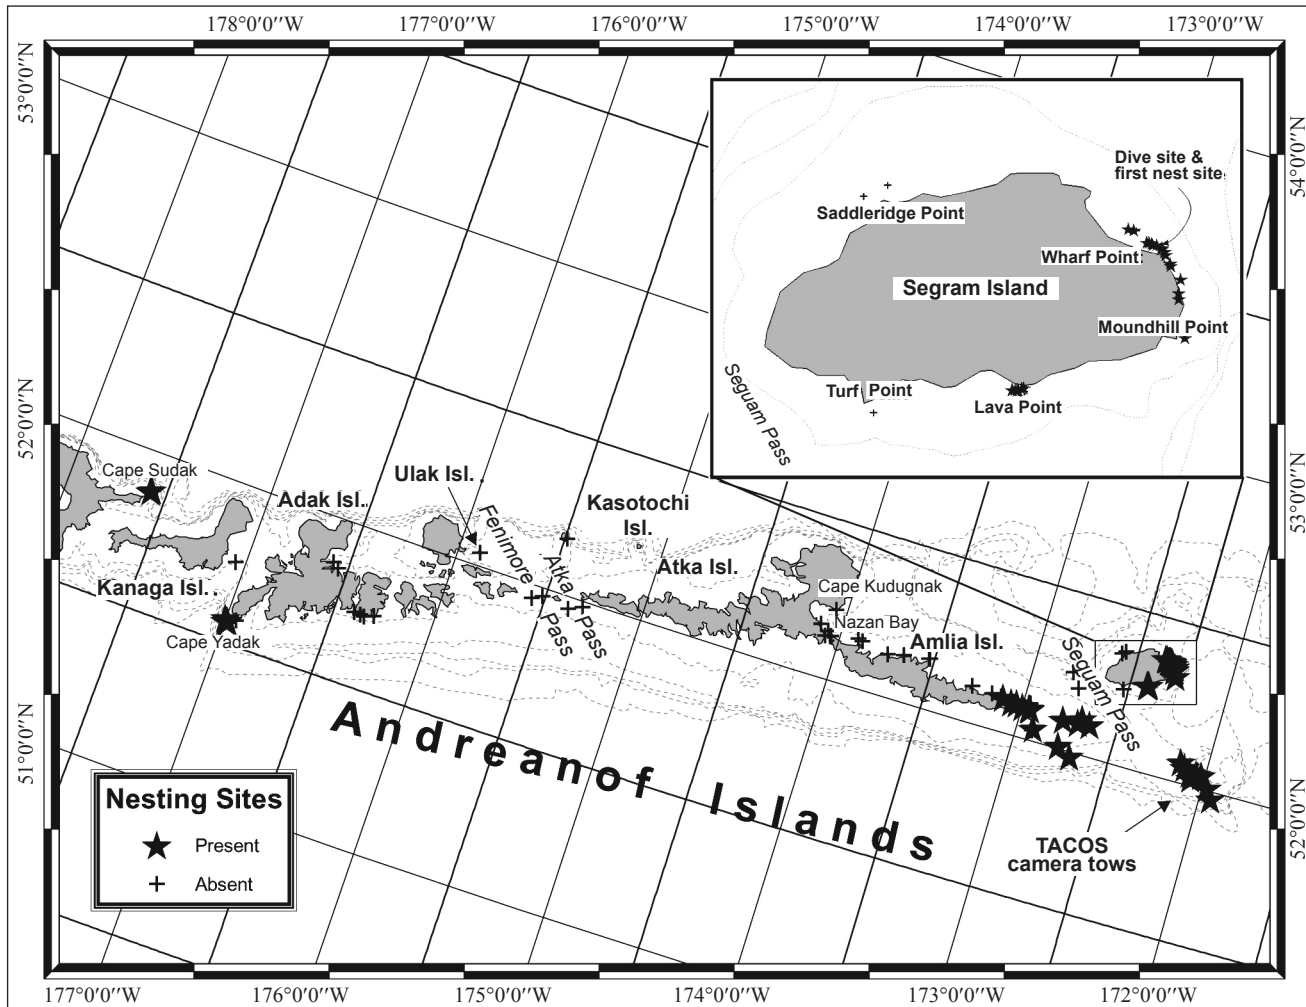 178°0'0"W 177°0'0"W 176°0'0"W 175°0'0"W 174°0'0"W 173°0'0"W
53°0'0"N
52°0'0"N
51°0'0"N
54°0'0"N
53°0'0"N
52°0'0"N
Dive site &
first nest site
Saddleridge Point
Wharf Point
Segram Island
Moundhill Point
Turf Point
Lava Point
Seguam Pass
Cape Sudak
Adak Isl.
Ulak Isl.
Fenimore
Pass
Atka
Pass
Kasotochi
Isl.
Atka Isl.
Kanaga Isl.
Cape Yadak
Cape Kudugnak
Nazan Bay
Amlia Isl.
Seguam Pass
Andreanof Islands
TACOS
camera tows
Nesting Sites
Present
Absent
177°0'0"W 176°0'0"W 175°0'0"W 174°0'0"W 173°0'0"W 172°0'0"W